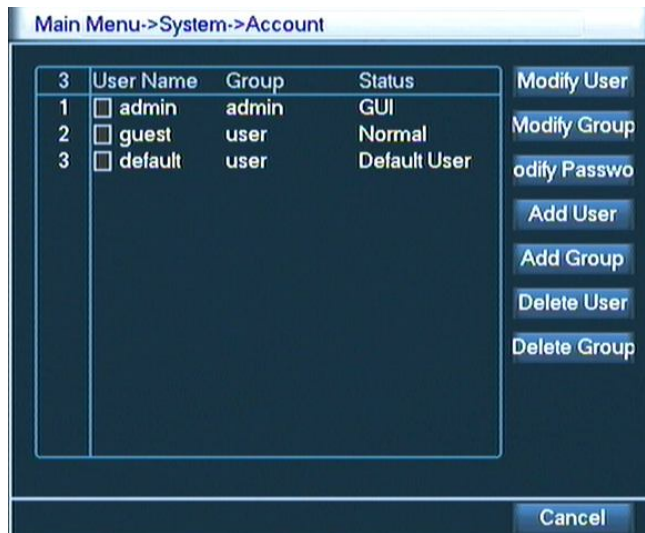 Main Menu->System->Account
3 User Name Group Status
1 admin admin GUI
2 guest user Normal
3 default user Default User
Modify User
Modify Group
odify Passwo
Add User
Add Group
Delete User
Delete Group
Cancel